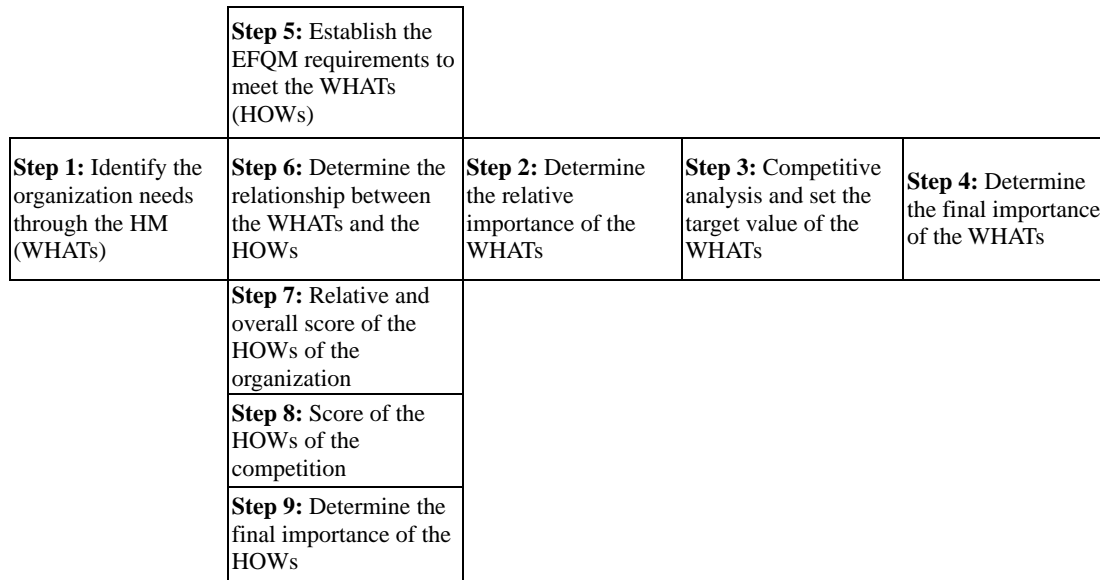 Step 5: Establish the
EFQM requirements to
meet the WHATs
(HOWs)
Step 1: Identify the
organization needs
through the HM
(WHATs)
Step 6: Determine the
relationship between
the WHATs and the
HOWs
Step 2: Determine
the relative
importance of the
WHATs
Step 3: Competitive
analysis and set the
target value of the
WHATs
Step 4: Determine
the final importance
of the WHATs
Step 7: Relative and
overall score of the
HOWs of the
organization
Step 8: Score of the
HOWs of the
competition
Step 9: Determine the
final importance of the
HOWs